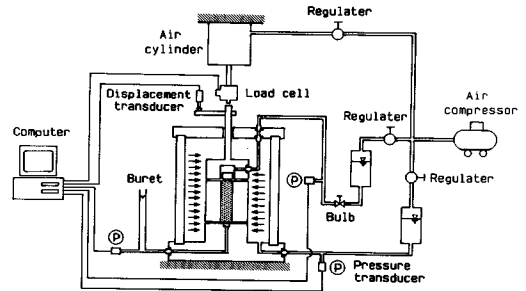 Regulater
Air
cylinder
Displacement
transducer
Load cell
Air
compressor
Regulater
Computer
Buret
P
Regulater
Bulb
P
P
Pressure
transducer